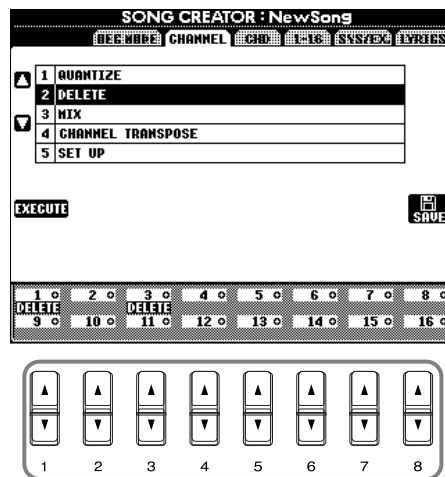 SONG CREATOR : NewSong
REC MODE CHANNEL CHD 1-16 SYS/EX. LYRICS
1 QUANTIZE
2 DELETE
3 MIX
4 CHANNEL TRANSPOSE
5 SET UP
EXECUTE
SAVE
1 2 3 4 5 6 7 8
DELETE DELETE
9 10 11 12 13 14 15 16
1 2 3 4 5 6 7 8